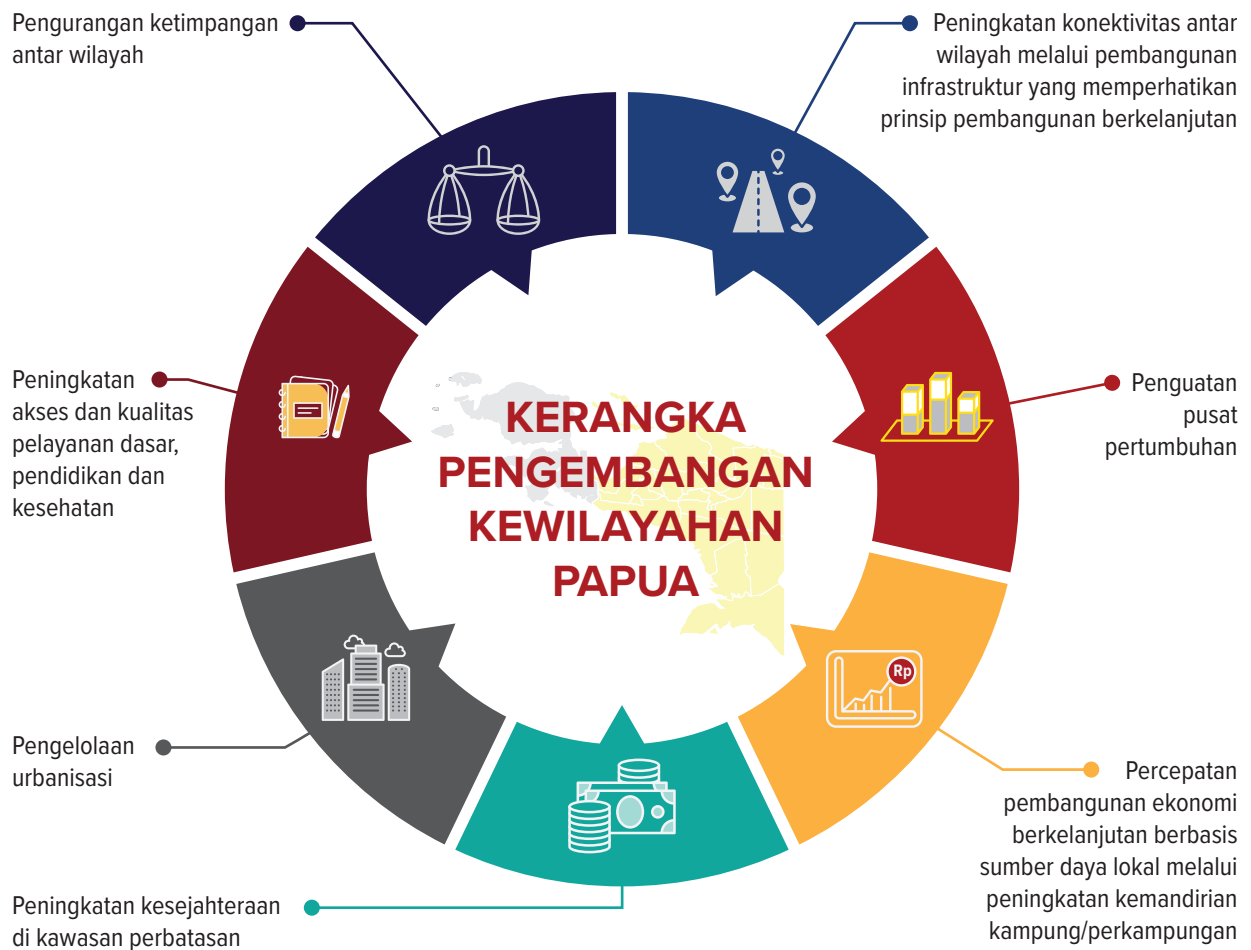 Pengurangan ketimpangan
antar wilayah
Peningkatan konektivitas antar
wilayah melalui pembangunan
infrastruktur yang memperhatikan
prinsip pembangunan berkelanjutan
Peningkatan
akses dan kualitas
pelayanan dasar,
pendidikan dan
kesehatan
KERANGKA
PENGEMBANGAN
KEWILAYAHAN
PAPUA
Penguatan
pusat
pertumbuhan
Rp
Pengelolaan
urbanisasi
Percepatan
pembangunan ekonomi
berkelanjutan berbasis
sumber daya lokal melalui
peningkatan kemandirian
kampung/perkampungan
Peningkatan kesejahteraan
di kawasan perbatasan